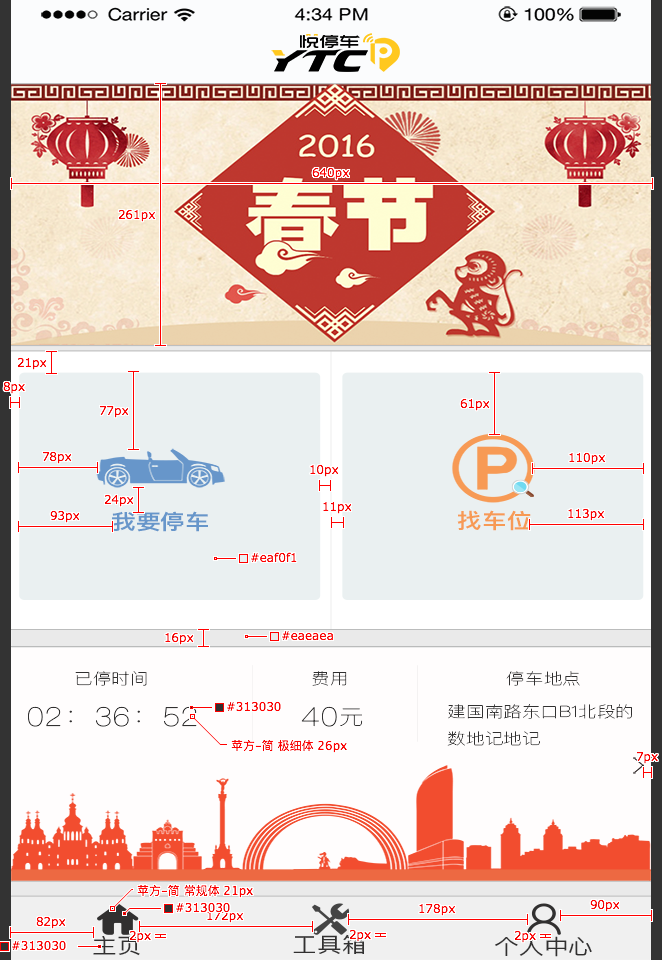 Carrier 4:34 PM 100%
悦停车
YTC P
2016
640px
春节
261px
21px
8px
77px
61px
78px
110px
10px
24px
11px
93px
113px
我要停车
找车位
#eaf0f1
16px
#eaeaea
已停时间 费用 停车地点
02: 36: 52 #313030 40元 建国南路东口B1北段的
数地记地记
苹方-简 极细体 26px
7px
苹方-简 常规体 21px
#313030
82px 172px 178px 90px
2px 2px 2px
#313030
主页 工具箱 个人中心